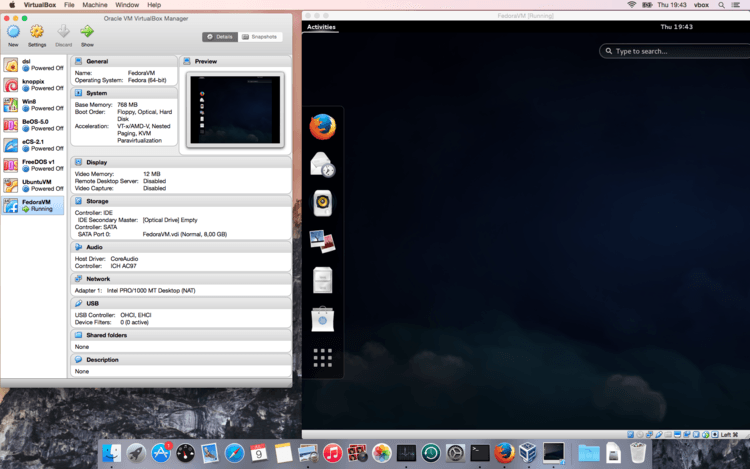 VirtualBox File Machine Window Help Thu 19:43 vbox
Oracle VM VirtualBox Manager
New Settings Discard Show Details Snapshots
dsl
Powered Off
knoppix
Powered Off
Win8
Powered Off
BeOS-5.0
Powered Off
eCS-2.1
Powered Off
FreeDOS v1
Powered Off
UbuntuVM
Powered Off
FedoraVM
Running
General
Name: FedoraVM
Operating System: Fedora (64-bit)
System
Base Memory: 768 MB
Boot Order: Floppy, Optical, Hard
Disk
Acceleration: VT-x/AMD-V, Nested
Paging, KVM
Paravirtualization
Preview
Display
Video Memory: 12 MB
Remote Desktop Server: Disabled
Video Capture: Disabled
Storage
Controller: IDE
IDE Secondary Master: [Optical Drive] Empty
Controller: SATA
SATA Port 0: FedoraVM.vdi (Normal, 8,00 GB)
Audio
Host Driver: CoreAudio
Controller: ICH AC97
Network
Adapter 1: Intel PRO/1000 MT Desktop (NAT)
USB
USB Controller: OHCI, EHCI
Device Filters: 0 (0 active)
Shared folders
None
Description
None
FedoraVM [Running]
Activities Thu 19:43
Type to search...
Left ⌘
9